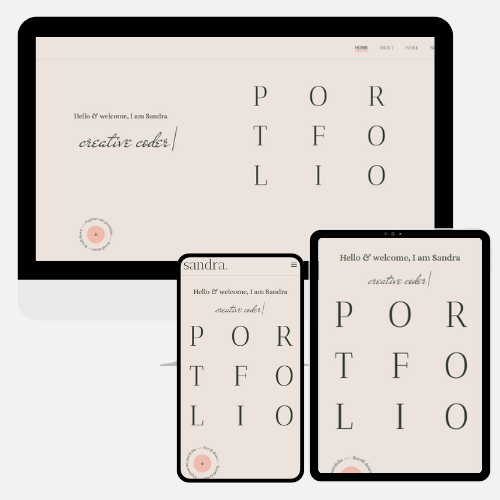 HOME ABOUT WORK
Hello & welcome, I am Sandra
creative coder
P O R
T F O
L I O
sandra.
Hello & welcome, I am Sandra
creative coder
P O R
T F O
L I O
Hello & welcome, I am Sandra
creative coder
P O R
T F O
L I O